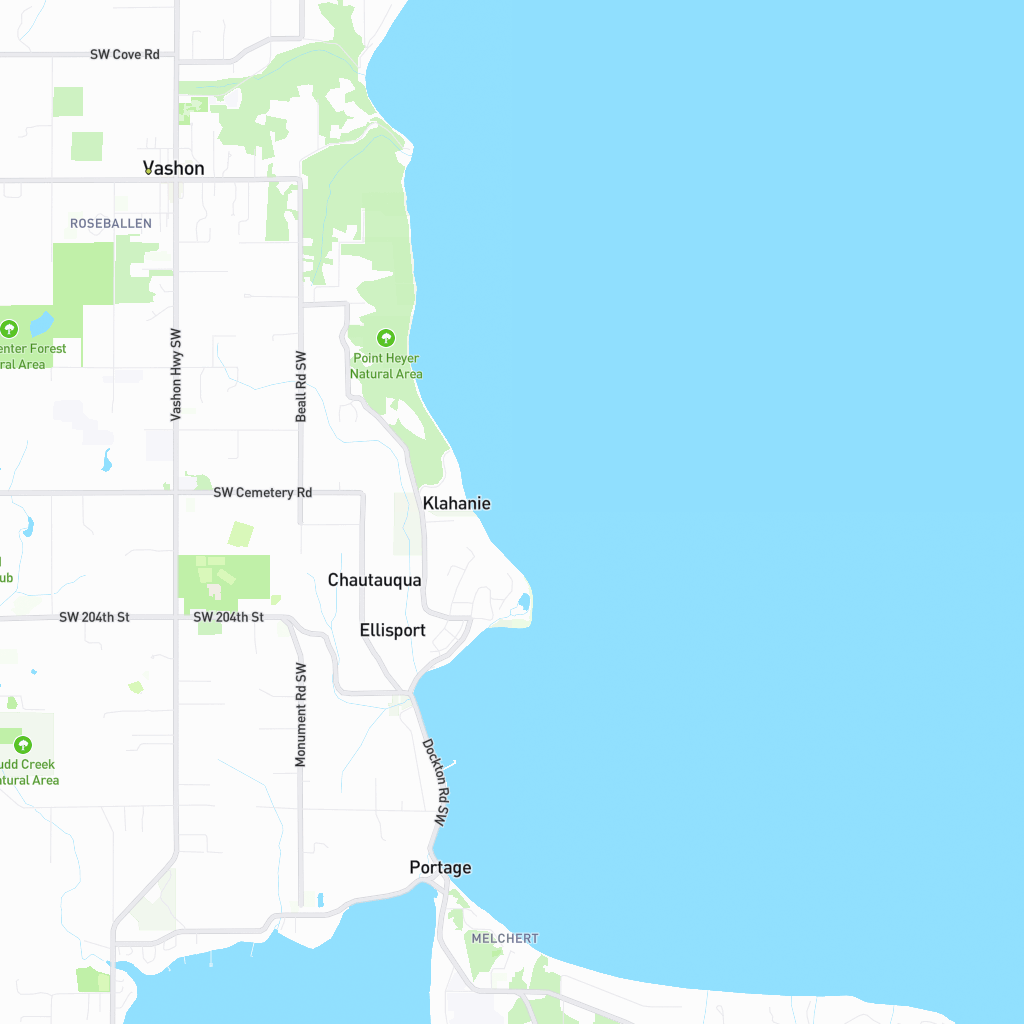 SW Cove Rd
Vashon
ROSEBALLEN
enter Forest
ral Area
Vashon Hwy SW
Beall Rd SW
Point Heyer
Natural Area
SW Cemetery Rd
Klahanie
Chautauqua
ub
SW 204th St
SW 204th St
Ellisport
Monument Rd SW
udd Creek
atural Area
Dockton Rd SW
Portage
MELCHERT